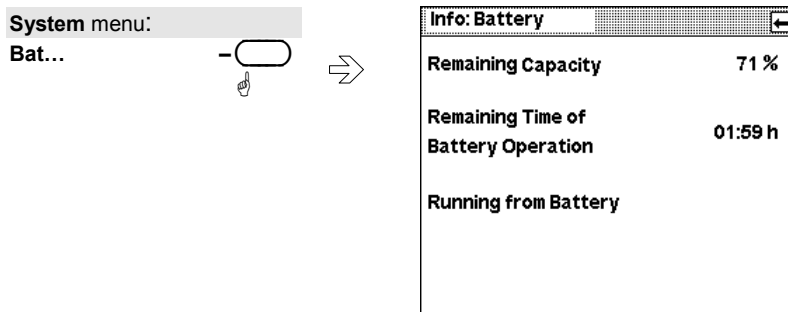 System menu:
Bat…
Info: Battery
Remaining Capacity 71 %
Remaining Time of
Battery Operation 01:59 h
Running from Battery